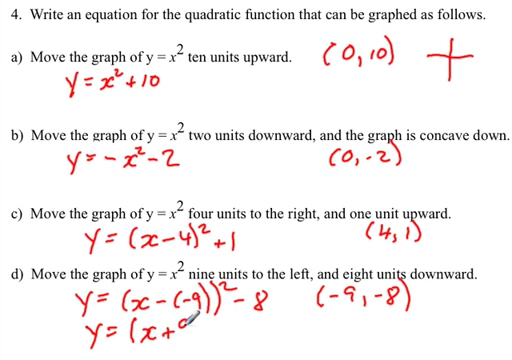 4. Write an equation for the quadratic function that can be graphed as follows.
a) Move the graph of y = x² ten units upward. (0,10) +
y = x² + 10
b) Move the graph of y = x² two units downward, and the graph is concave down.
y = - x² - 2 (0,-2)
c) Move the graph of y = x² four units to the right, and one unit upward.
y = (x-4)² + 1 (4,1)
d) Move the graph of y = x² nine units to the left, and eight units downward.
y = (x-(-9))² - 8 (-9,-8)
y = (x+